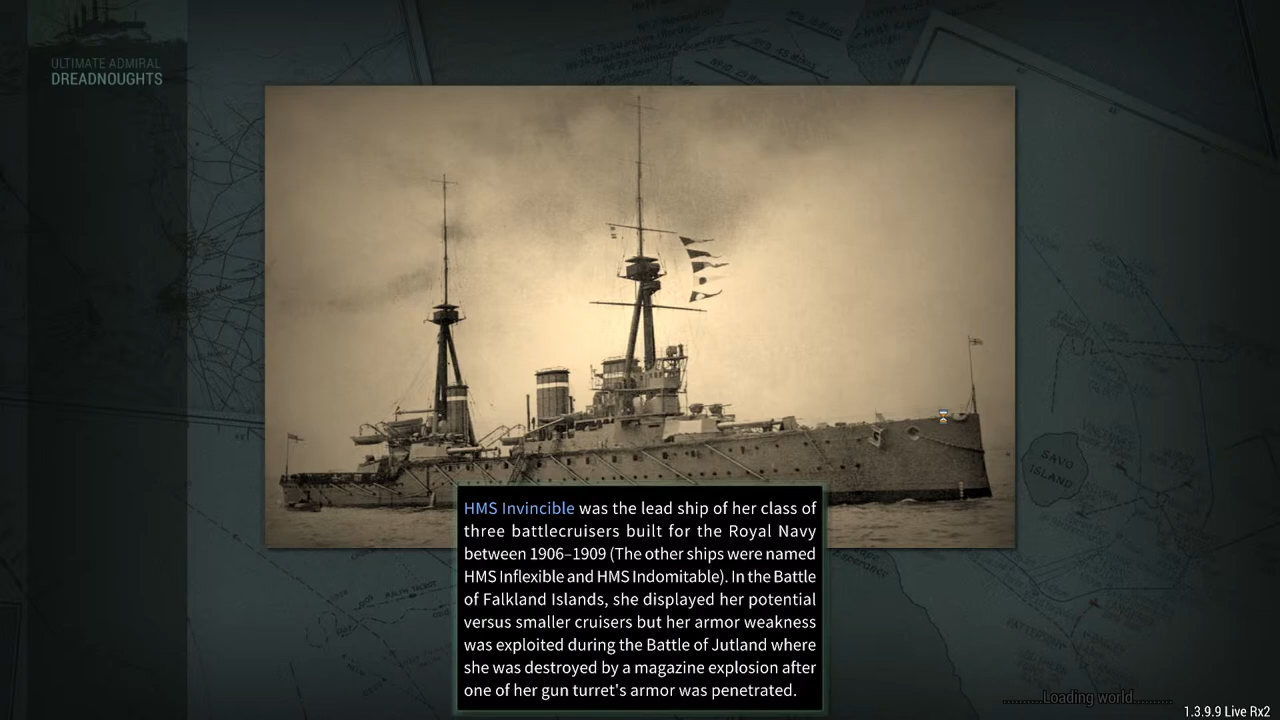 ULTIMATE ADMIRAL
DREADNOUGHTS
SAVO
ISLAND
HMS Invincible was the lead ship of her class of
three battlecruisers built for the Royal Navy
between 1906–1909 (The other ships were named
HMS Inflexible and HMS Indomitable). In the Battle
of Falkland Islands, she displayed her potential
versus smaller cruisers but her armor weakness
was exploited during the Battle of Jutland where
she was destroyed by a magazine explosion after
one of her gun turret's armor was penetrated.
.........Loading world.........
1.3.9.9 Live Rx2